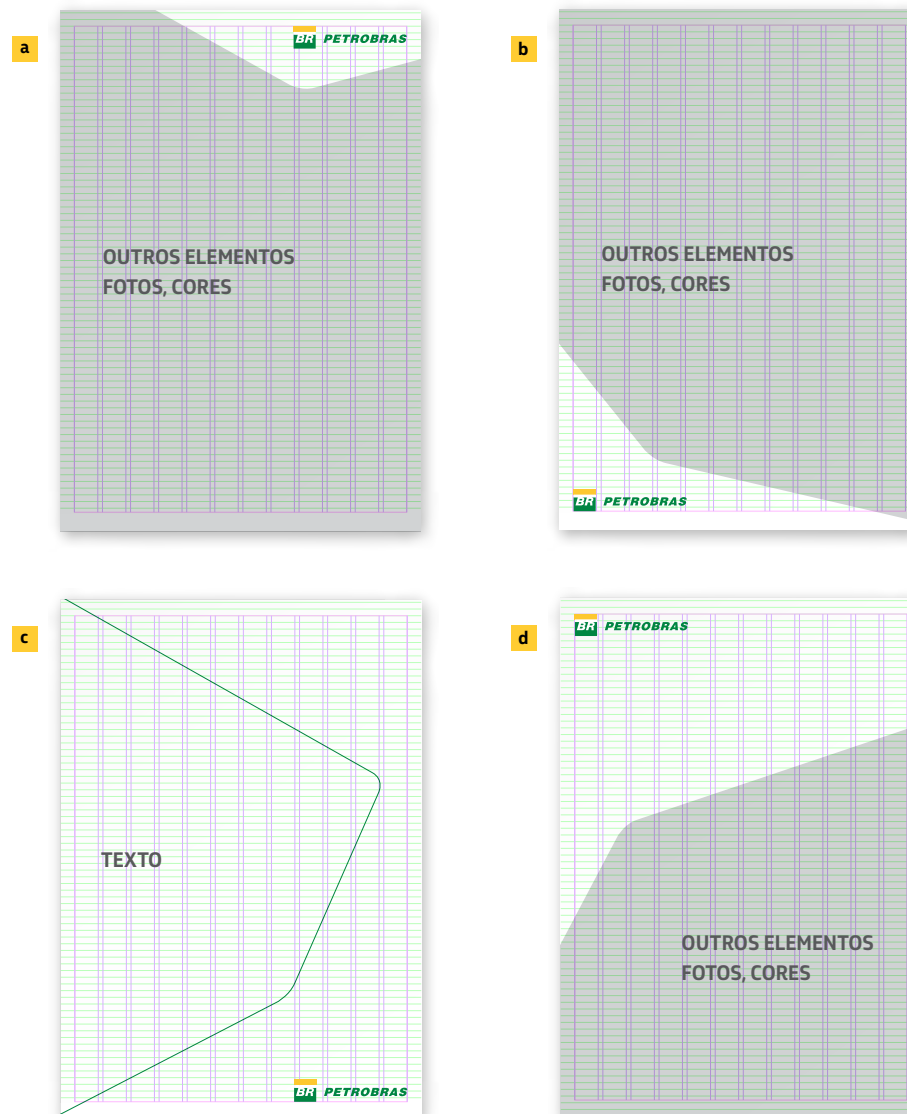 a
BR PETROBRAS
OUTROS ELEMENTOS
FOTOS, CORES
b
OUTROS ELEMENTOS
FOTOS, CORES
BR PETROBRAS
c
TEXTO
BR PETROBRAS
d
BR PETROBRAS
OUTROS ELEMENTOS
FOTOS, CORES